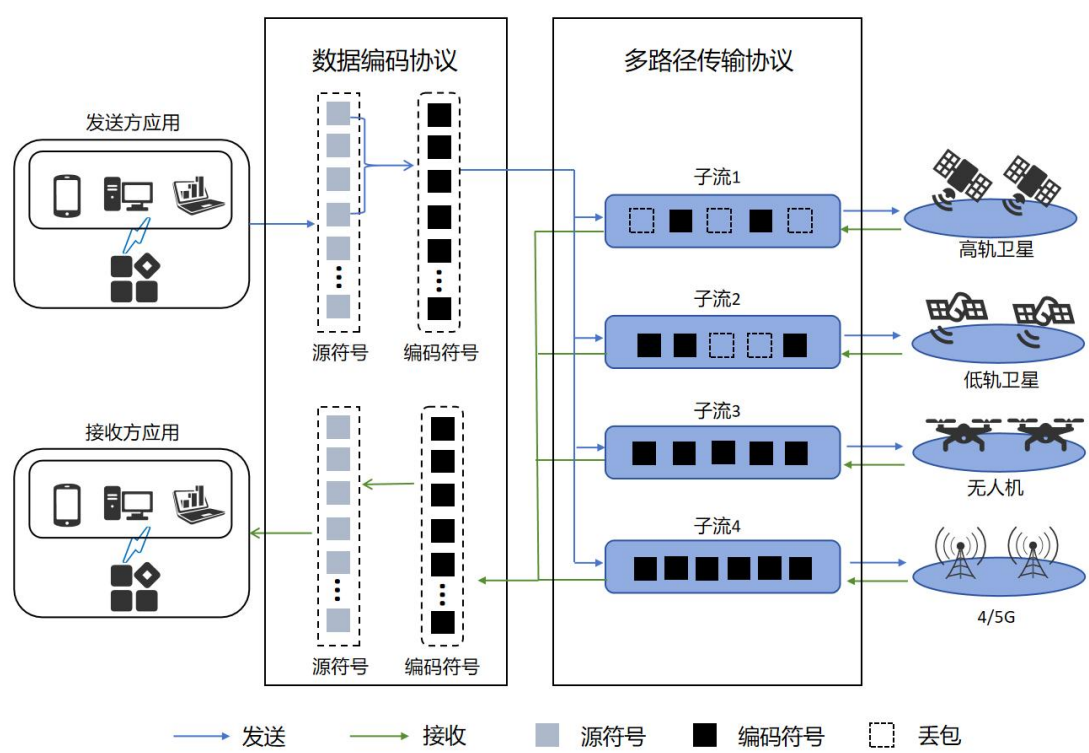 数据编码协议
多路径传输协议
发送方应用
源符号
编码符号
子流1
高轨卫星
子流2
低轨卫星
接收方应用
源符号
编码符号
子流3
无人机
子流4
4/5G
发送
接收
源符号
编码符号
丢包